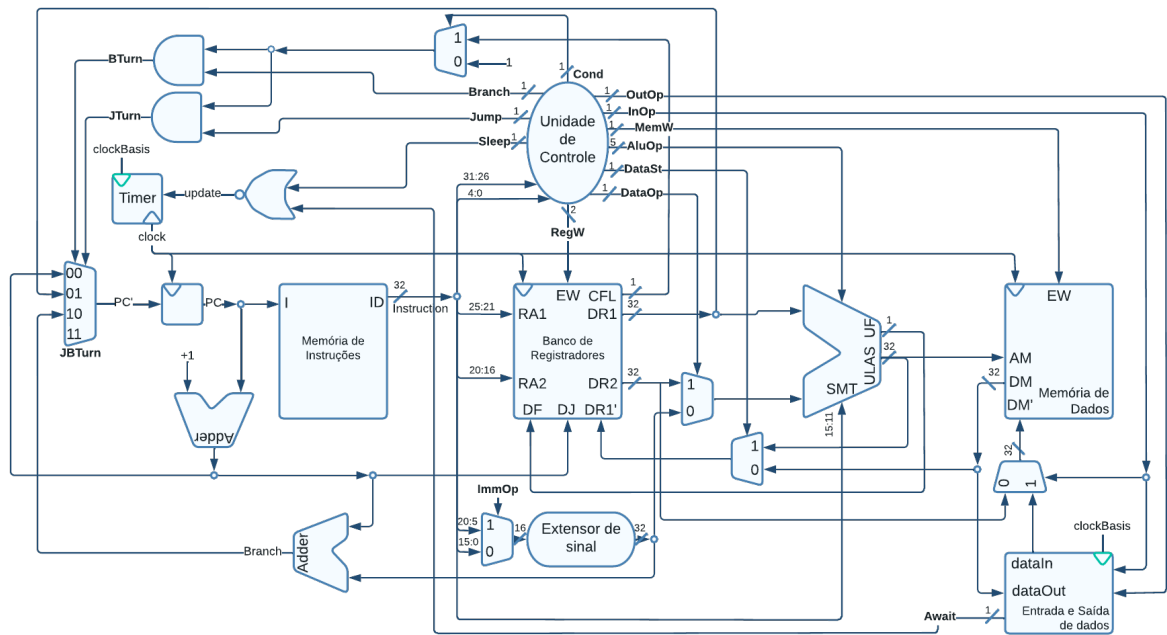 1
0
1
1
Cond
BTurn
Branch
1
1
OutOp
1
InOp
JTurn
Jump
1
Unidade
de
Controle
1
MemW
5
AluOp
Sleep
1
1
DataSt
clockBasis
31:26
1
DataOp
4:0
Timer
update
2
RegW
clock
00
01
10
11
JBTurn
PC'
PC
I
ID
32
Instruction
Memória de
Instruções
+1
Adder
25:21
20:16
EW
CFL
1
RA1
DR1
32
Banco de
Registradores
RA2
DR2
32
DF
DJ
DR1'
1
0
UF
1
ULAS
32
SMT
15:11
1
0
EW
AM
32
DM
Memória de
Dados
DM'
32
0
1
ImmOp
20:5
1
15:0
0
16
Extensor de
sinal
32
Branch
Adder
clockBasis
dataIn
dataOut
Await
1
Entrada e Saída
de dados